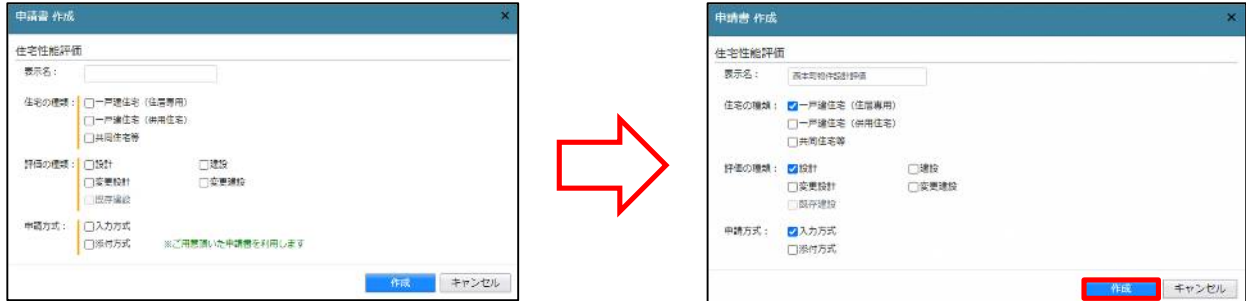 申請書 作成
×
住宅性能評価
表示名：
住宅の種類： 一戸建住宅（住居専用）
一戸建住宅（併用住宅）
共同住宅等
評価の種類： 設計 建設
変更設計 変更建設
既存建設
申請方式： 入力方式
添付方式 ※ご用意頂いた申請書を利用します
作成 キャンセル
申請書 作成
×
住宅性能評価
表示名： 西本町物件設計評価
住宅の種類： 一戸建住宅（住居専用）
一戸建住宅（併用住宅）
共同住宅等
評価の種類： 設計 建設
変更設計 変更建設
既存建設
申請方式： 入力方式
添付方式
作成 キャンセル